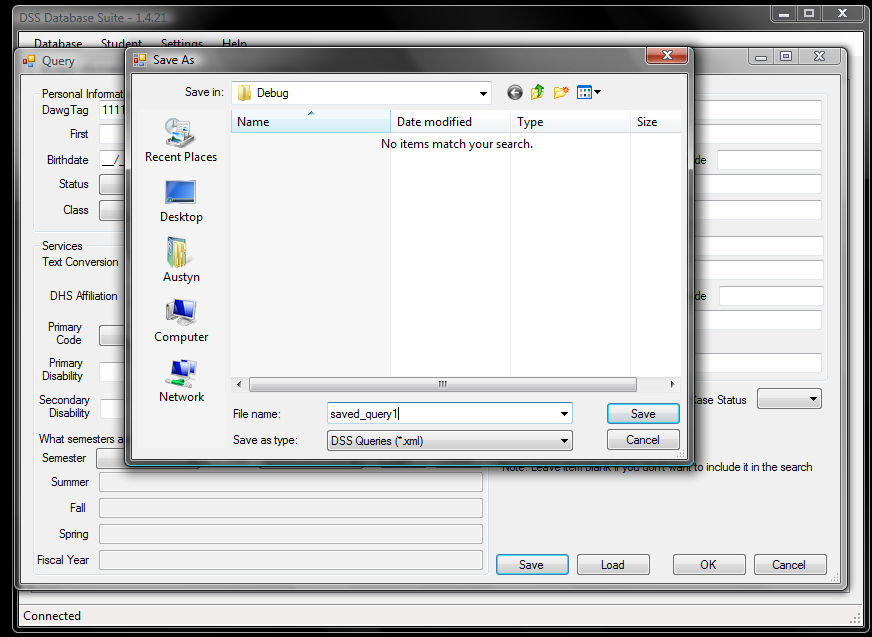 DSS Database Suite - 1.4.21
Database Student Settings Help
Query
Save As
Save in: Debug
Name Date modified Type Size
No items match your search.
Recent Places
Desktop
Austyn
Computer
Network
File name: saved_query1
Save as type: DSS Queries (*.xml)
Save
Cancel
Personal Informat
DawgTag 1111
First
Birthdate __/_
de
Status
Class
Services
Text Conversion
DHS Affiliation
de
Primary
Code
Primary
Disability
Secondary
Disability
Case Status
What semesters a
Semester
Note: Leave item blank if you don't want to include it in the search
Summer
Fall
Spring
Fiscal Year
Save Load OK Cancel
Connected